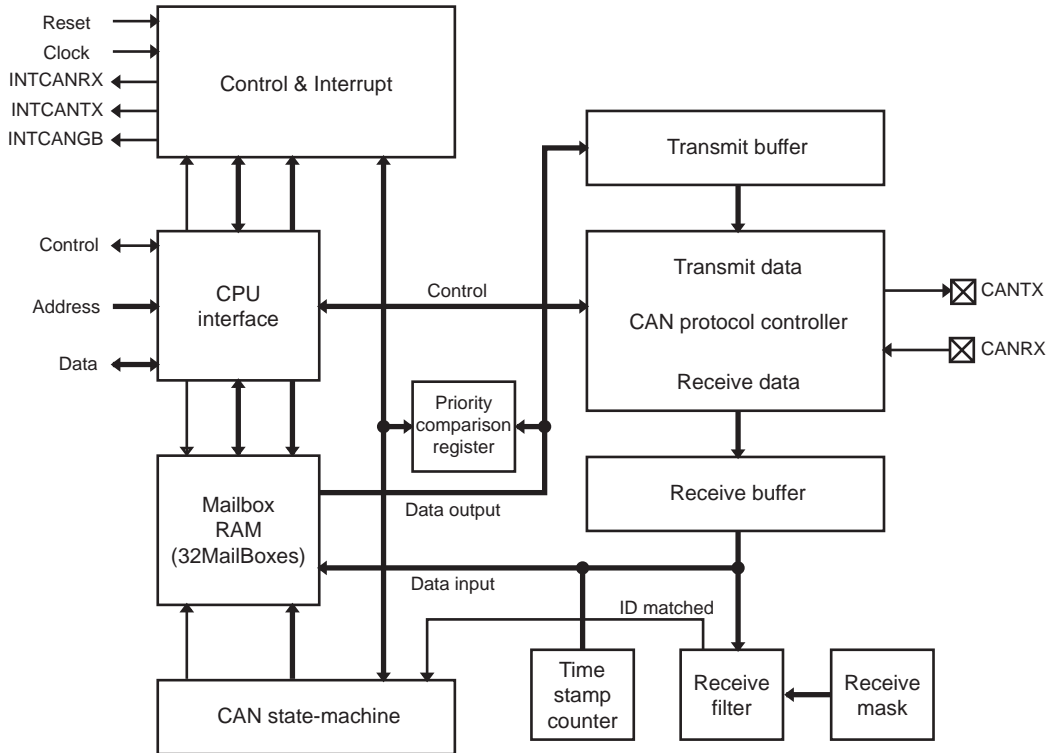 Reset
Clock
INTCANRX
INTCANTX
INTCANGB
Control & Interrupt
Transmit buffer
Control
Address
Data
CPU
interface
Control
Transmit data
CAN protocol controller
Receive data
CANTX
CANRX
Priority
comparison
register
Mailbox
RAM
(32MailBoxes)
Data output
Receive buffer
Data input
ID matched
CAN state-machine
Time
stamp
counter
Receive
filter
Receive
mask